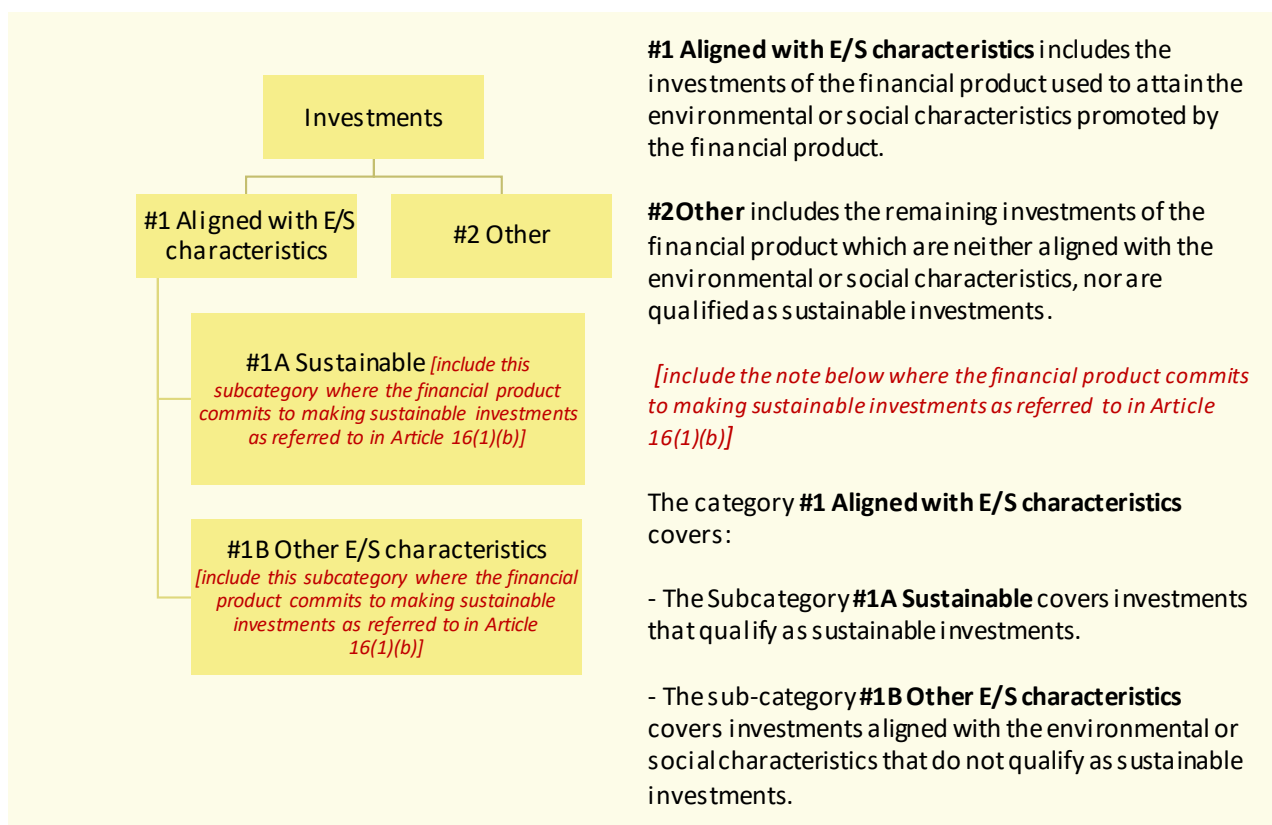 Investments
#1 Aligned with E/S
characteristics
#2 Other
#1A Sustainable [include this
subcategory where the financial product
commits to making sustainable investments
as referred to in Article 16(1)(b)]
#1B Other E/S characteristics
[include this subcategory where the financial
product commits to making sustainable
investments as referred to in Article
16(1)(b)]
#1 Aligned with E/S characteristics includes the
investments of the financial product used to attain the
environmental or social characteristics promoted by
the financial product.
#2Other includes the remaining investments of the
financial product which are neither aligned with the
environmental or social characteristics, nor are
qualified as sustainable investments.
[include the note below where the financial product commits
to making sustainable investments as referred to in Article
16(1)(b)]
The category #1 Aligned with E/S characteristics
covers:
- The Subcategory #1A Sustainable covers investments
that qualify as sustainable investments.
- The sub-category #1B Other E/S characteristics
covers investments aligned with the environmental or
social characteristics that do not qualify as sustainable
investments.